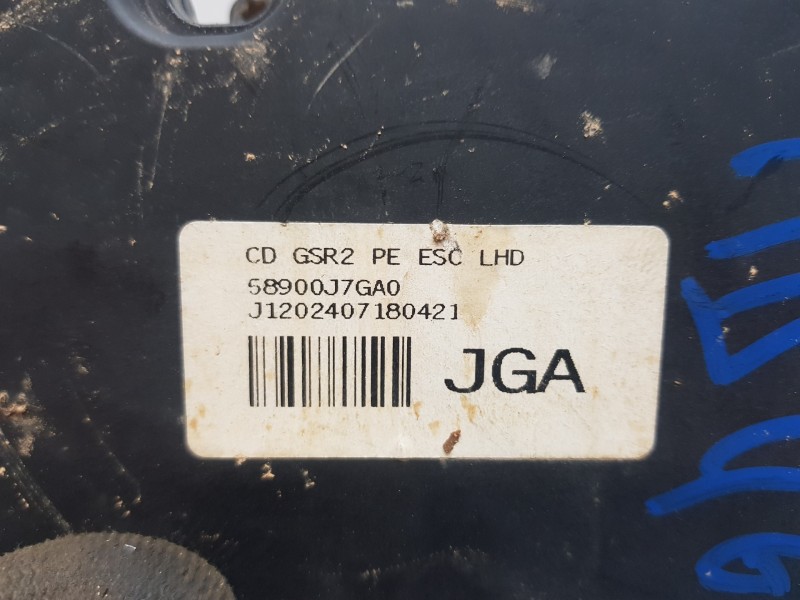 CD GSR2 PE ESC LHD
58900J7GA0
J1202407180421
JGA